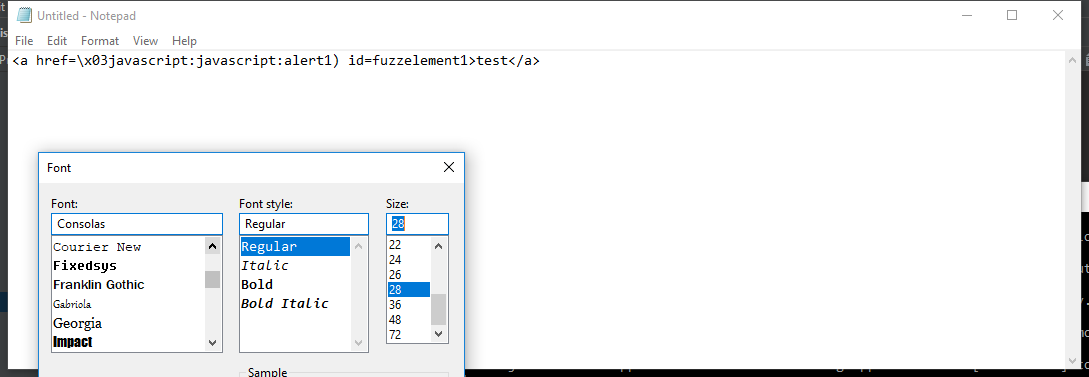 Untitled - Notepad
File Edit Format View Help
<a href=\x03javascript:javascript:alert1) id=fuzzelement1>test</a>
Font
Font: Font style: Size:
Consolas Regular 28
Courier New Regular 22
Fixedsys Italic 24
Franklin Gothic Bold 26
Gabriola Bold Italic 28
Georgia 36
Impact 48
72
Sample